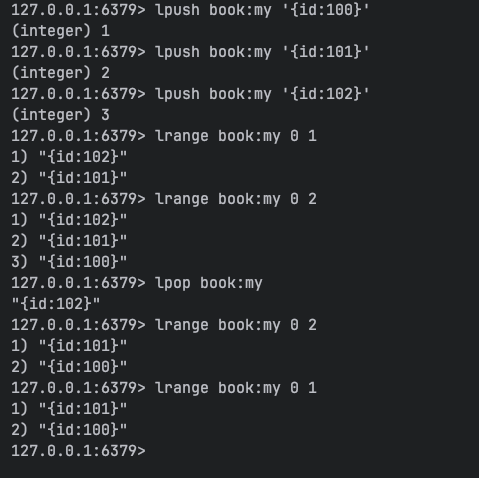 127.0.0.1:6379> lpush book:my '{id:100}'
(integer) 1
127.0.0.1:6379> lpush book:my '{id:101}'
(integer) 2
127.0.0.1:6379> lpush book:my '{id:102}'
(integer) 3
127.0.0.1:6379> lrange book:my 0 1
1) "{id:102}"
2) "{id:101}"
127.0.0.1:6379> lrange book:my 0 2
1) "{id:102}"
2) "{id:101}"
3) "{id:100}"
127.0.0.1:6379> lpop book:my
"{id:102}"
127.0.0.1:6379> lrange book:my 0 2
1) "{id:101}"
2) "{id:100}"
127.0.0.1:6379> lrange book:my 0 1
1) "{id:101}"
2) "{id:100}"
127.0.0.1:6379>